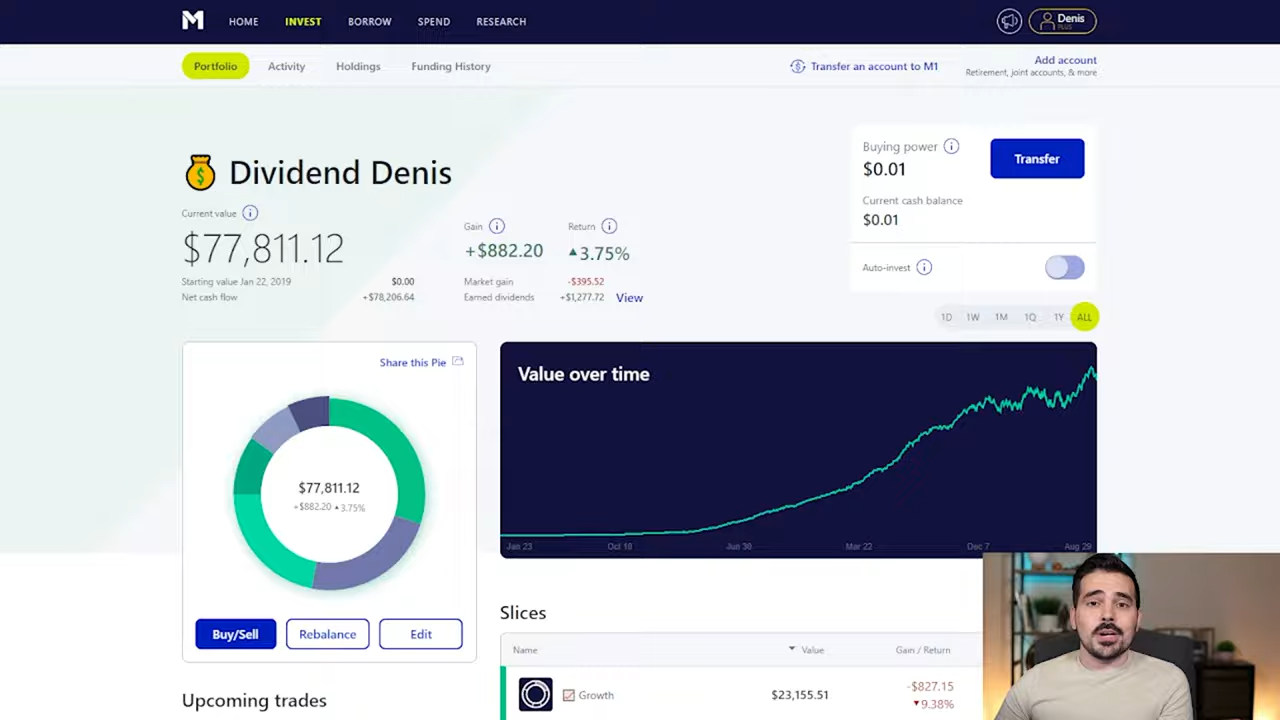 M HOME INVEST BORROW SPEND RESEARCH Denis
PLUS
Portfolio Activity Holdings Funding History Transfer an account to M1 Add account
Retirement, joint accounts, & more
Dividend Denis
Buying power
$0.01
Transfer
Current cash balance
$0.01
Auto-invest
Current value
$77,811.12
Gain Return
+$882.20 3.75%
Starting value Jan 22, 2019 $0.00 Market gain -$395.52
Net cash flow +$78,206.64 Earned dividends +$1,277.72 View
1D 1W 1M 1Q 1Y ALL
Share this Pie
$77,811.12
+$882.20 3.75%
Buy/Sell Rebalance Edit
Value over time
Jan 23 Oct 18 Jun 30 Mar 22 Dec 7 Aug 29
Slices
Name Value Gain / Return
Growth $23,155.51 -$827.15
9.38%
Upcoming trades